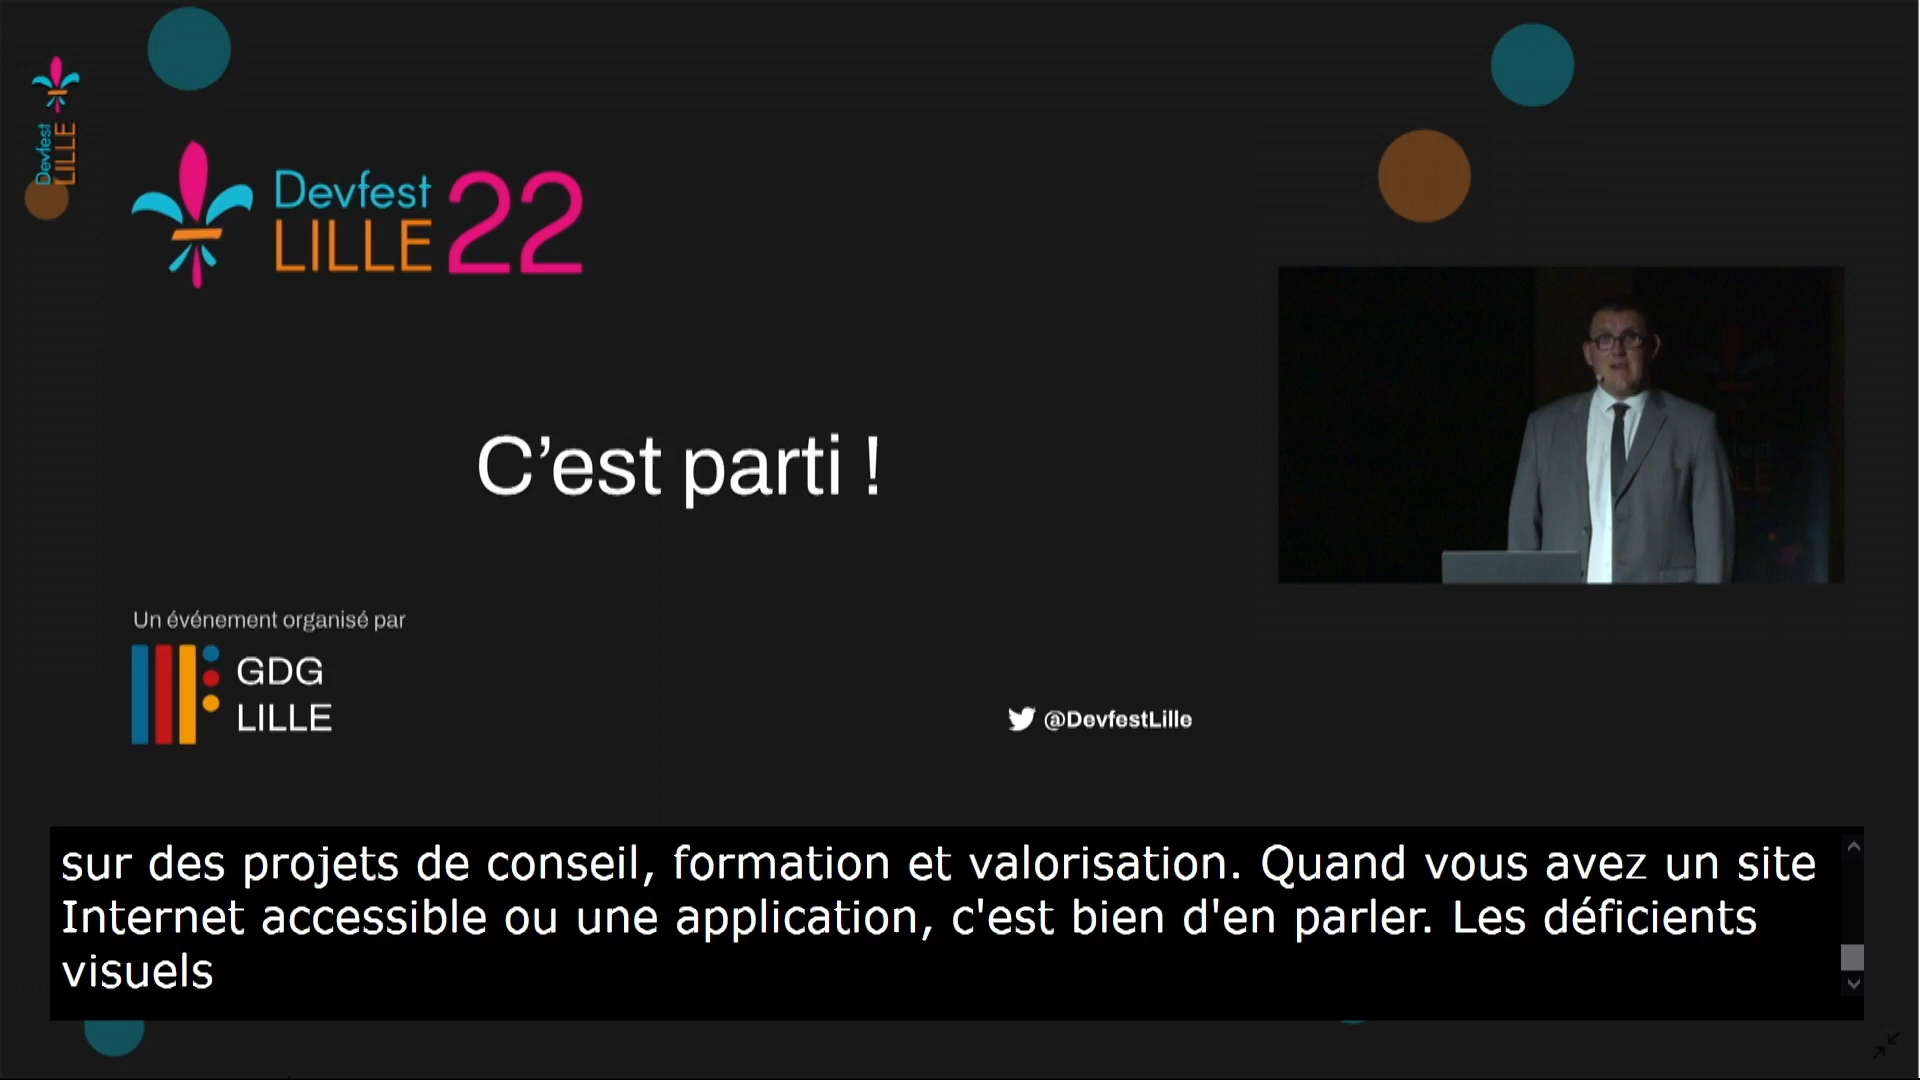 Devfest
LILLE
Devfest
LILLE 22
C’est parti !
Un événement organisé par
GDG
LILLE
@DevfestLille
sur des projets de conseil, formation et valorisation. Quand vous avez un site
Internet accessible ou une application, c'est bien d'en parler. Les déficients
visuels